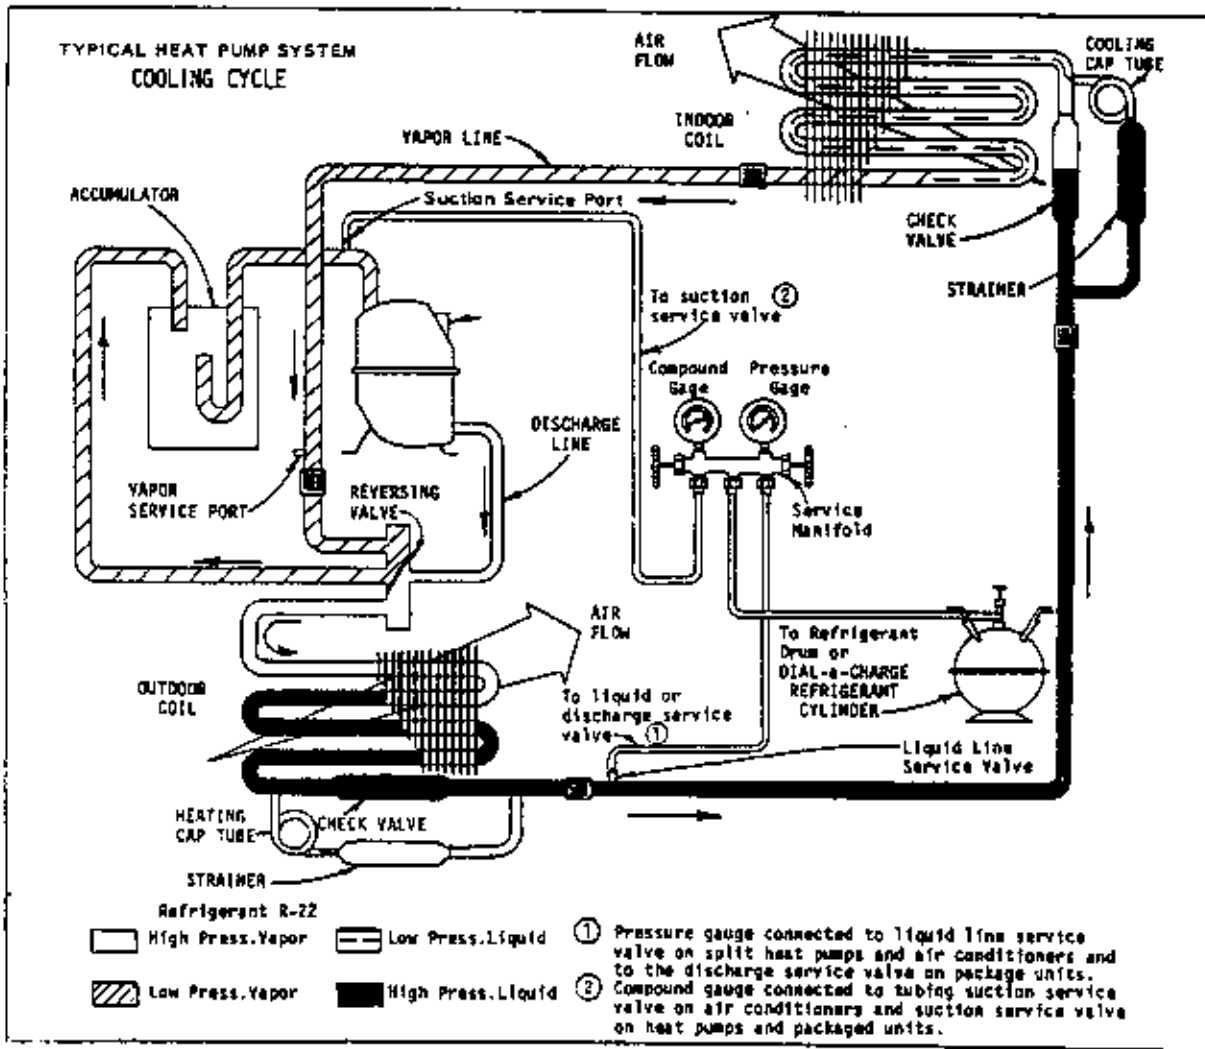 TYPICAL HEAT PUMP SYSTEM
COOLING CYCLE
AIR
FLOW
COOLING
CAP TUBE
INDOOR
COIL
VAPOR LINE
ACCUMULATOR
Suction Service Port
CHECK
VALVE
STRAINER
To suction ②
service valve
Compound
Gage
Pressure
Gage
DISCHARGE
LINE
VAPOR
SERVICE PORT
REVERSING
VALVE
Service
Manifold
AIR
FLOW
To Refrigerant
Drum or
DIAL-a-CHARGE
REFRIGERANT
CYLINDER
OUTDOOR
COIL
To liquid or
discharge service
valve ①
Liquid Line
Service Valve
HEATING
CAP TUBE
CHECK VALVE
STRAINER
Refrigerant R-22
High Press.Vapor
Low Press.Liquid
Low Press.Vapor
High Press.Liquid
① Pressure gauge connected to liquid line service
valve on split heat pumps and air conditioners and
to the discharge service valve on package units.
② Compound gauge connected to tubing suction service
valve on air conditioners and suction service valve
on heat pumps and packaged units.